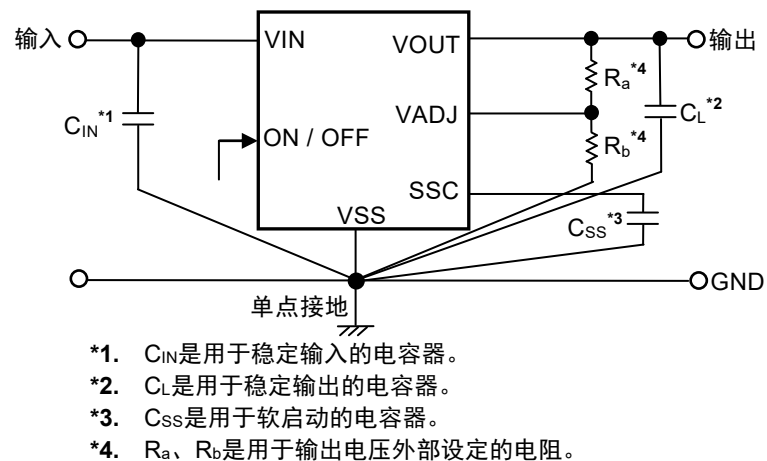 输入
VIN
VOUT
输出
Ra*4
CIN*1
VADJ
CL*2
ON / OFF
Rb*4
SSC
VSS
CSS*3
GND
单点接地
*1. CIN是用于稳定输入的电容器。
*2. CL是用于稳定输出的电容器。
*3. CSS是用于软启动的电容器。
*4. Ra、Rb是用于输出电压外部设定的电阻。